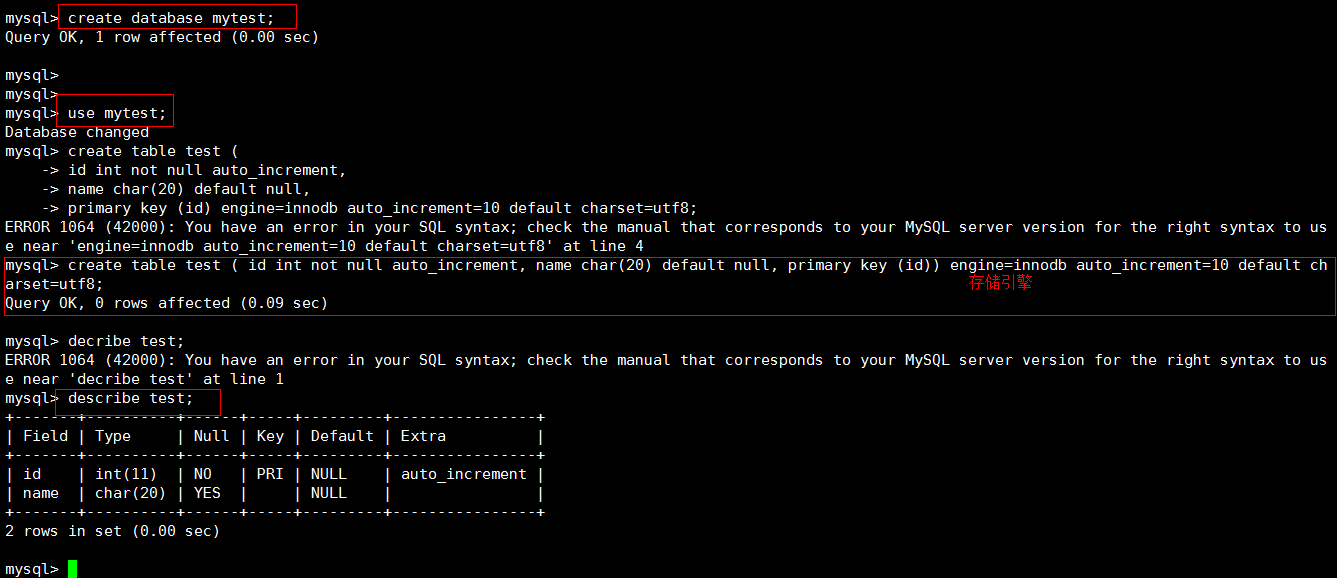 mysql> create database mytest;
Query OK, 1 row affected (0.00 sec)
mysql>
mysql>
mysql> use mytest;
Database changed
mysql> create table test (
    -> id int not null auto_increment,
    -> name char(20) default null,
    -> primary key (id) engine=innodb auto_increment=10 default charset=utf8;
ERROR 1064 (42000): You have an error in your SQL syntax; check the manual that corresponds to your MySQL server version for the right syntax to us
e near 'engine=innodb auto_increment=10 default charset=utf8' at line 4
mysql> create table test ( id int not null auto_increment, name char(20) default null, primary key (id)) engine=innodb auto_increment=10 default ch
arset=utf8;
存储引擎
Query OK, 0 rows affected (0.09 sec)
mysql> decribe test;
ERROR 1064 (42000): You have an error in your SQL syntax; check the manual that corresponds to your MySQL server version for the right syntax to us
e near 'decribe test' at line 1
mysql> describe test;
+-------+----------+------+-----+---------+----------------+
| Field | Type     | Null | Key | Default | Extra          |
+-------+----------+------+-----+---------+----------------+
| id    | int(11)  | NO   | PRI | NULL    | auto_increment |
| name  | char(20) | YES  |     | NULL    |                |
+-------+----------+------+-----+---------+----------------+
2 rows in set (0.00 sec)
mysql>